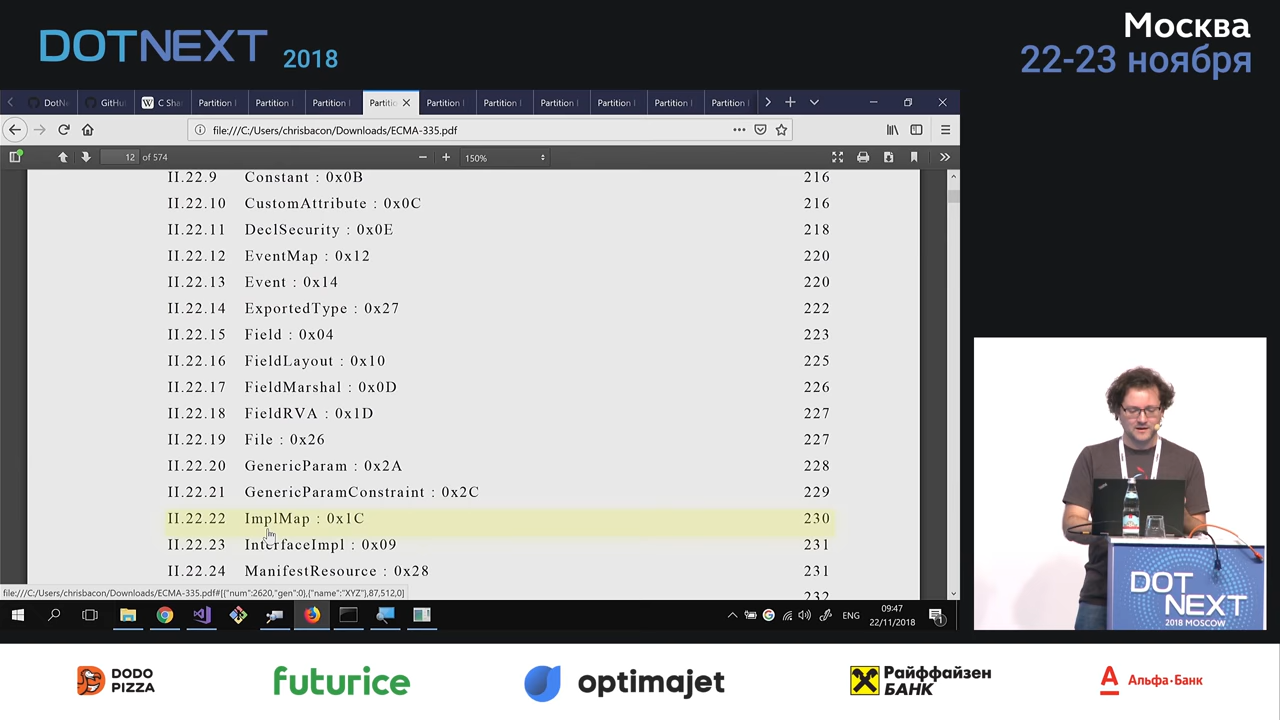 DOTNEXT 2018
Москва
22-23 ноября
DotNe
GitHub
W C Sha
Partition
Partition
Partition
Partitio
Partition
Partition
Partition
Partition
Partition
Partition
file:///C:/Users/chrisbacon/Downloads/ECMA-335.pdf
12 of 574
150%
II.22.9 Constant : 0x0B 216
II.22.10 CustomAttribute : 0x0C 216
II.22.11 DeclSecurity : 0x0E 218
II.22.12 EventMap : 0x12 220
II.22.13 Event : 0x14 220
II.22.14 ExportedType : 0x27 222
II.22.15 Field : 0x04 223
II.22.16 FieldLayout : 0x10 225
II.22.17 FieldMarshal : 0x0D 226
II.22.18 FieldRVA : 0x1D 227
II.22.19 File : 0x26 227
II.22.20 GenericParam : 0x2A 228
II.22.21 GenericParamConstraint : 0x2C 229
II.22.22 ImplMap : 0x1C 230
II.22.23 InterfaceImpl : 0x09 231
II.22.24 ManifestResource : 0x28 231
232
file:///C:/Users/chrisbacon/Downloads/ECMA-335.pdf#[{"num":2620,"gen":0},{"name":"XYZ"},87,512,0]
ENG
09:47
22/11/2018
DOT
NEXT
2018 MOSCOW
DODO
PIZZA
futurice
optimajet
Райффайзен
БАНК
Альфа·Банк